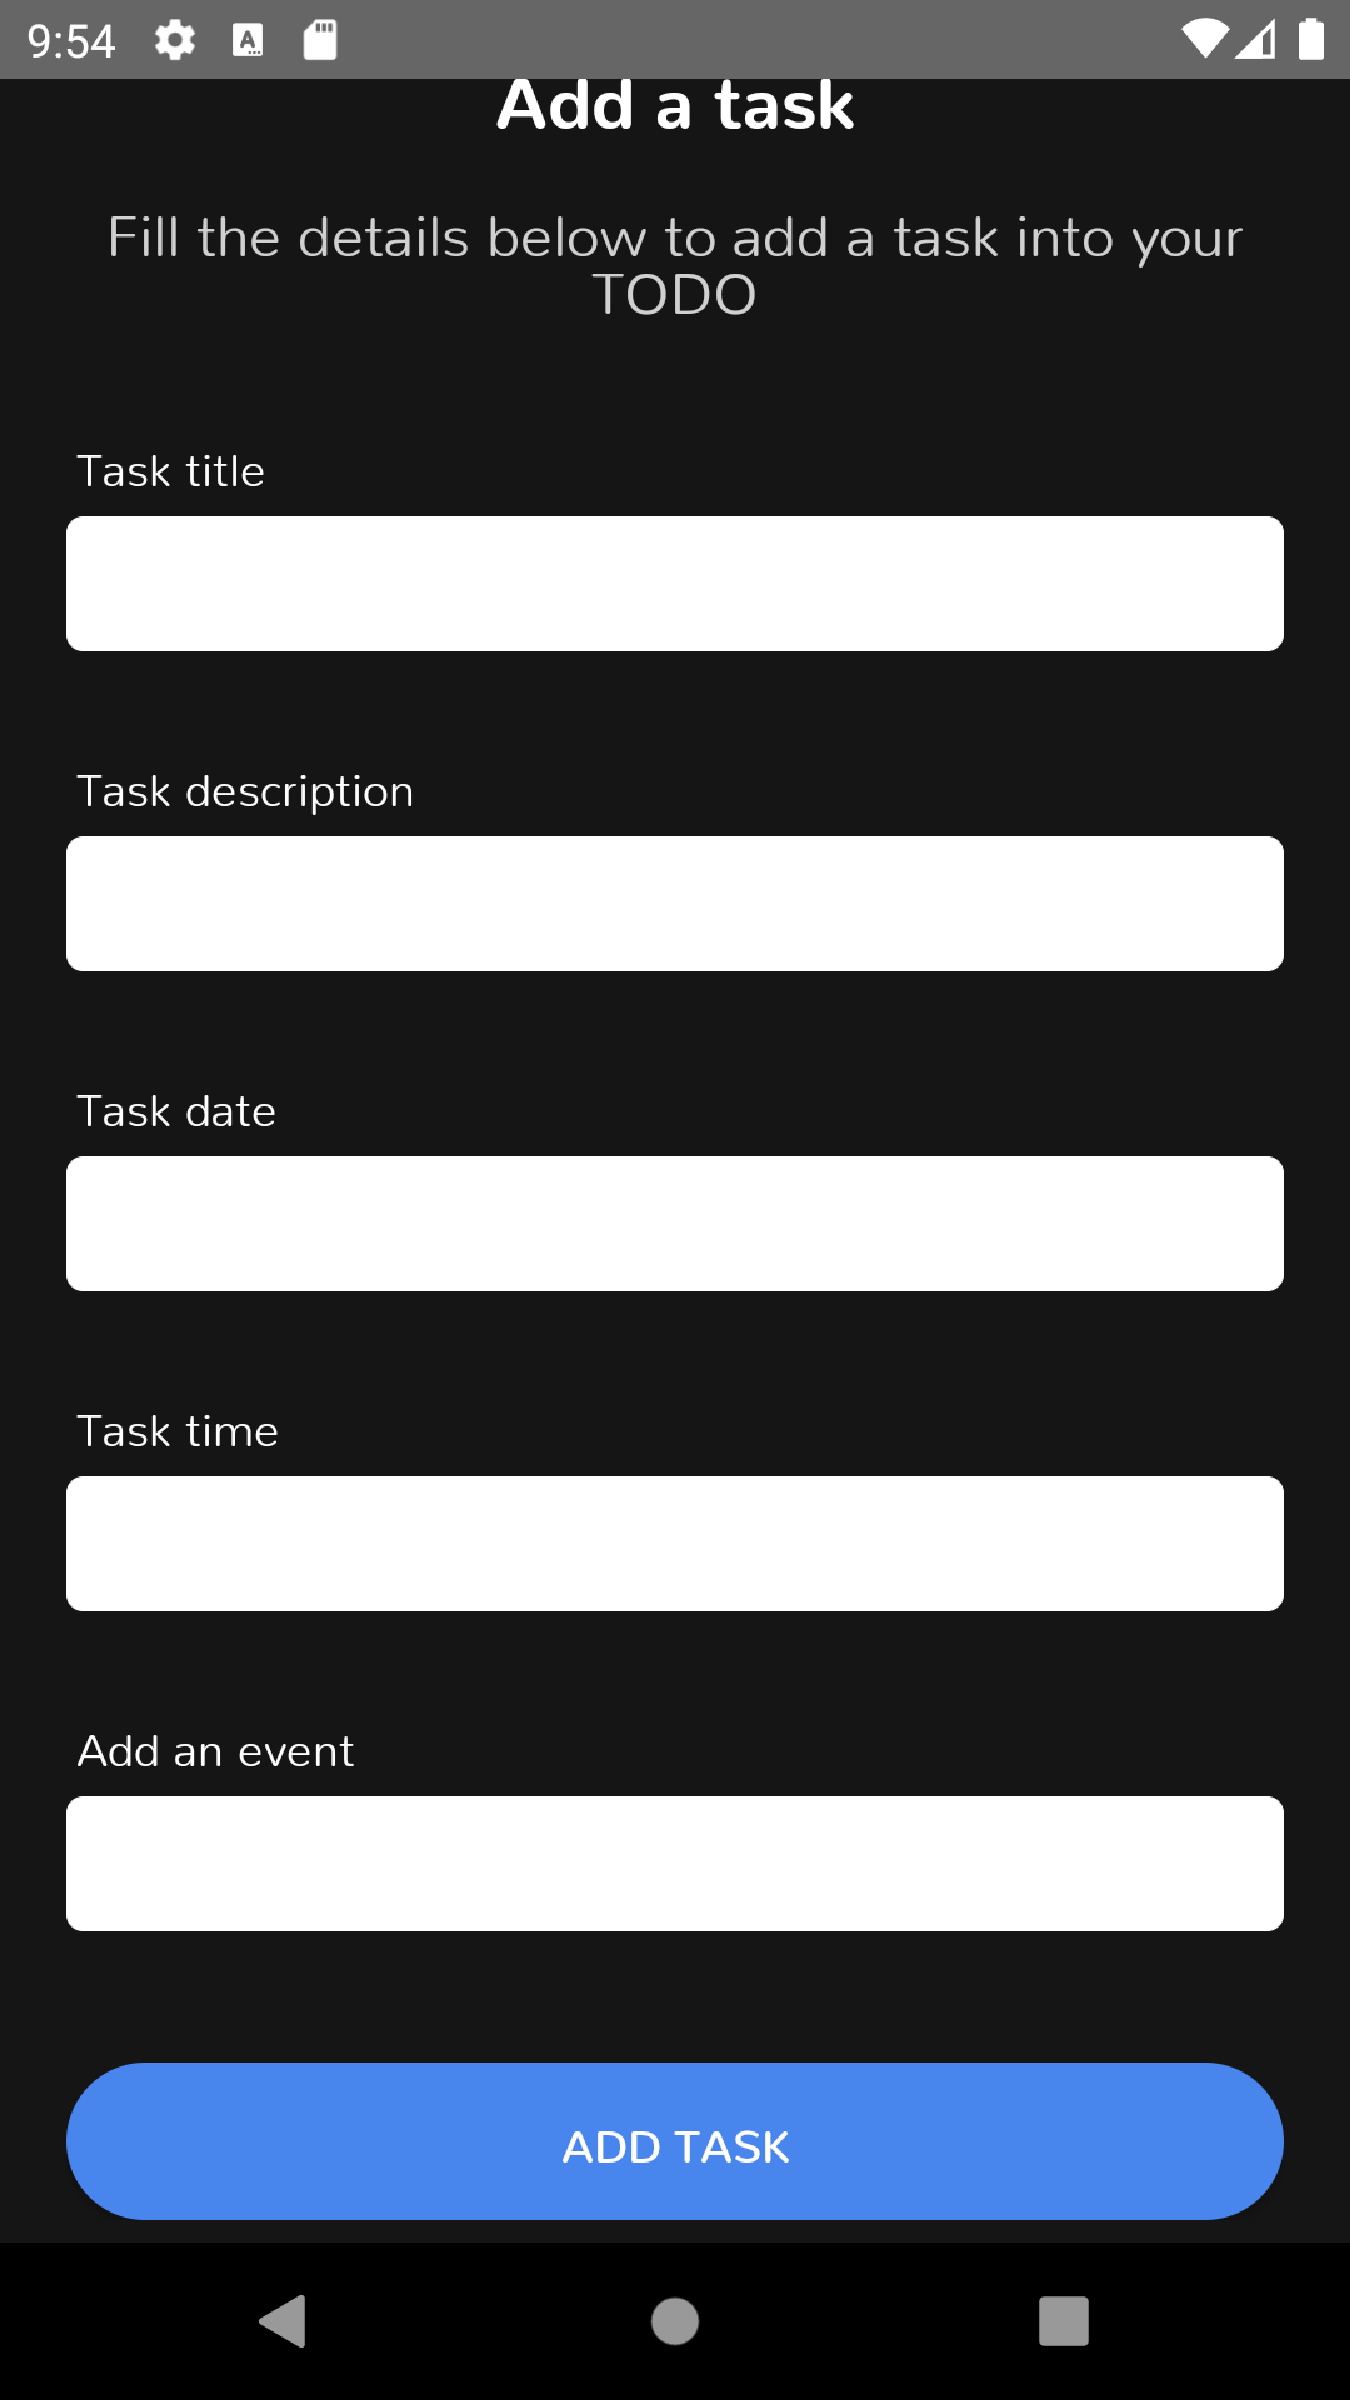 9:54
Add a task
Fill the details below to add a task into your
TODO
Task title
Task description
Task date
Task time
Add an event
ADD TASK